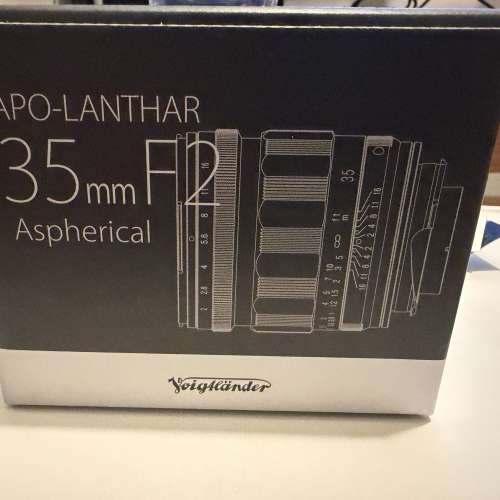 APO-LANTHAR
35mm F2
Aspherical
Voigtländer